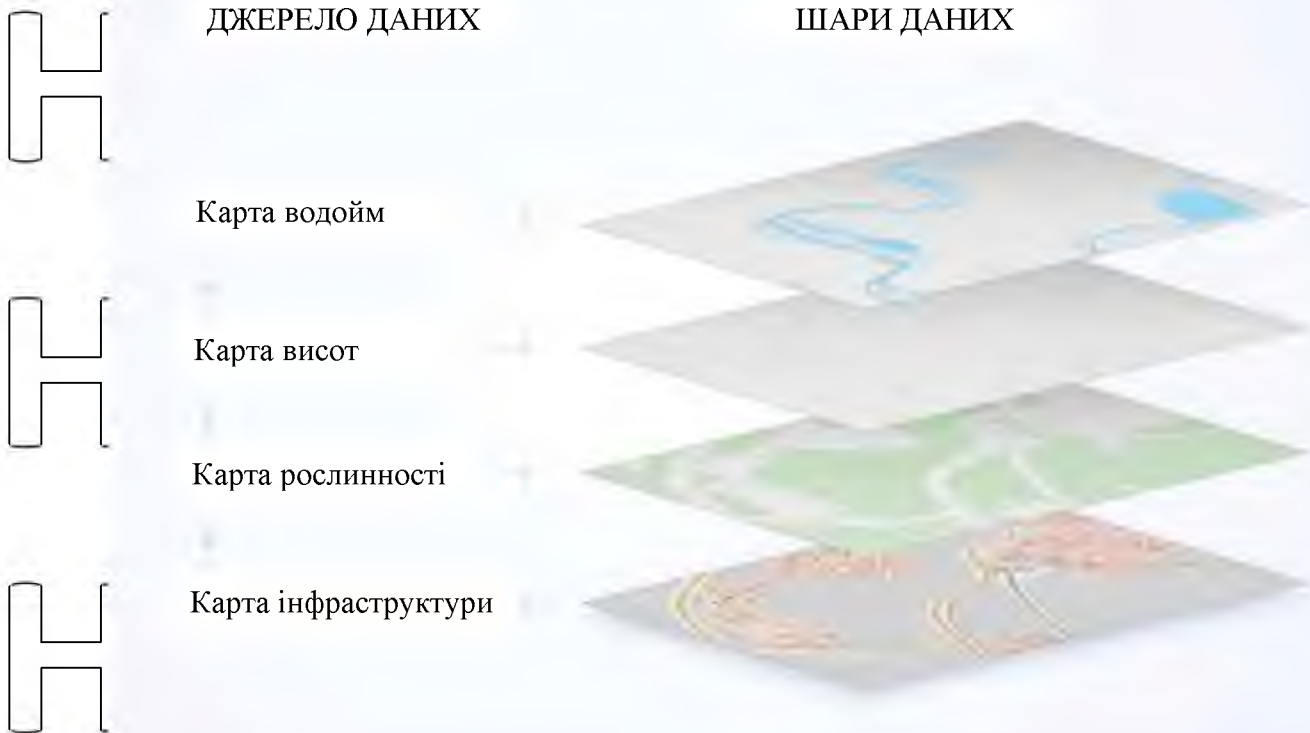 ДЖЕРЕЛО ДАНИХ
ШАРИ ДАНИХ
Карта водойм
Карта висот
Карта рослинності
Карта інфраструктури